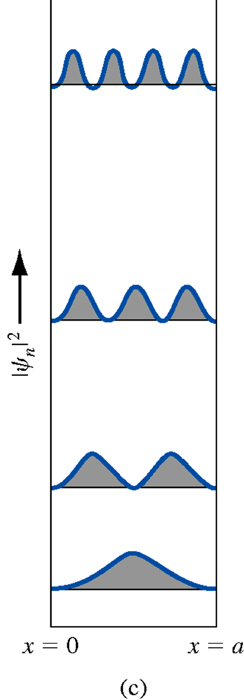 |ψₙ|²
x = 0
x = a
(c)